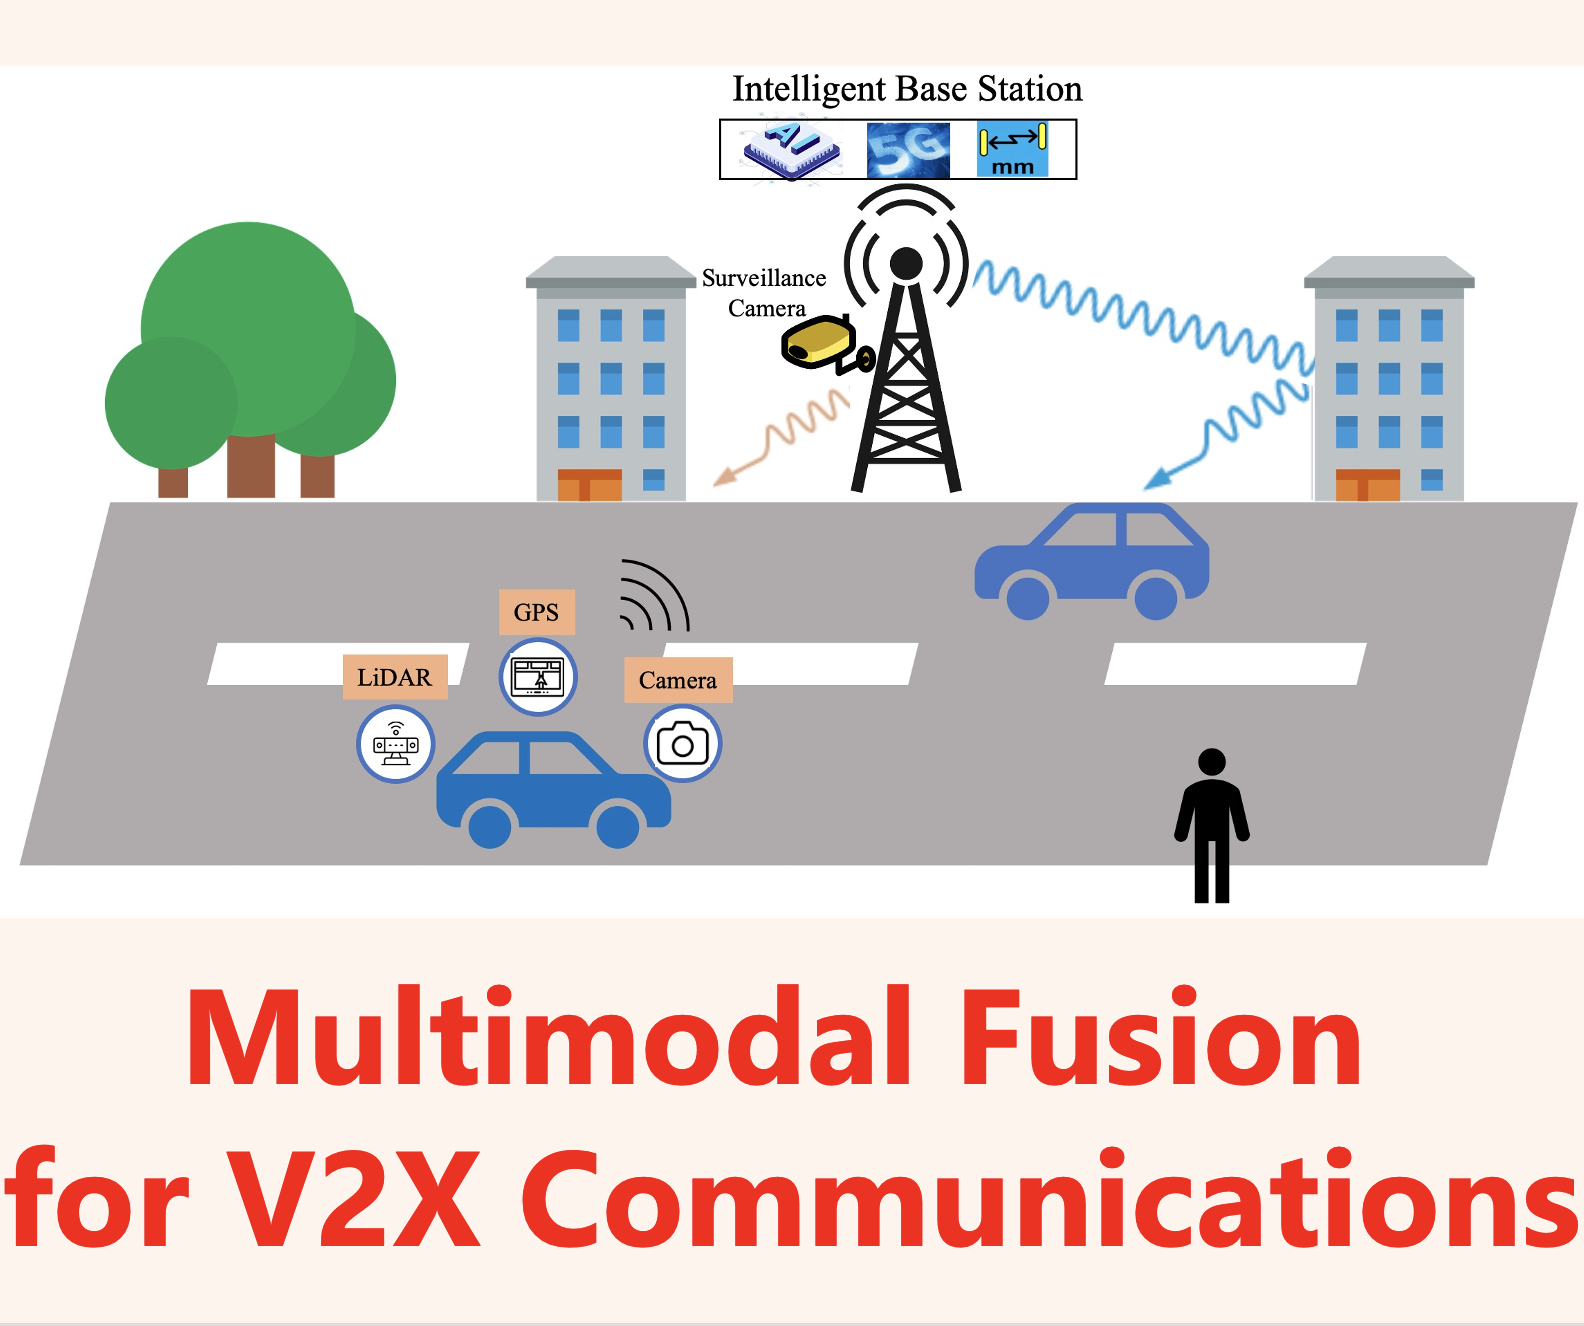 Intelligent Base Station
AI
5G
mm
Surveillance
Camera
GPS
LiDAR
Camera
Multimodal Fusion
for V2X Communications